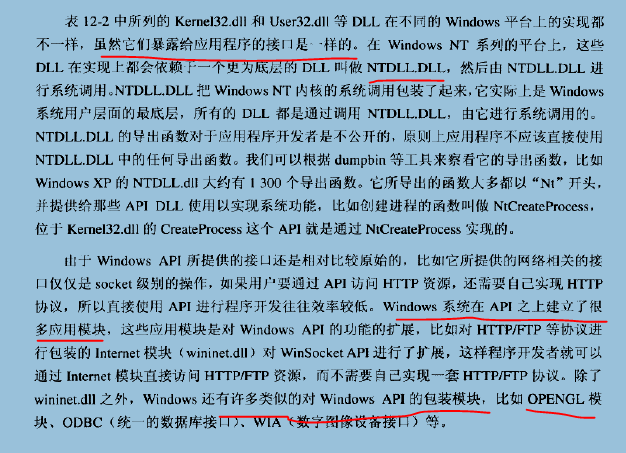 表 12-2 中所列的 Kernel32.dll 和 User32.dll 等 DLL 在不同的 Windows 平台上的实现都
不一样，虽然它们暴露给应用程序的接口是一样的。在 Windows NT 系列的平台上，这些
DLL 在实现上都会依赖于一个更为底层的 DLL 叫做 NTDLL.DLL，然后由 NTDLL.DLL 进
行系统调用。NTDLL.DLL 把 Windows NT 内核的系统调用包装了起来，它实际上是 Windows
系统用户层面的最底层，所有的 DLL 都是通过调用 NTDLL.DLL，由它进行系统调用的。
NTDLL.DLL 的导出函数对于应用程序开发者是不公开的，原则上应用程序不应该直接使用
NTDLL.DLL 中的任何导出函数。我们可以根据 dumpbin 等工具来察看它的导出函数，比如
Windows XP 的 NTDLL.dll 大约有 1 300 个导出函数。它所导出的函数大多都以“Nt”开头，
并提供给那些 API DLL 使用以实现系统功能，比如创建进程的函数叫做 NtCreateProcess，
位于 Kernel32.dll 的 CreateProcess 这个 API 就是通过 NtCreateProcess 实现的。
由于 Windows API 所提供的接口还是相对比较原始的，比如它所提供的网络相关的接
口仅仅是 socket 级别的操作，如果用户要通过 API 访问 HTTP 资源，还需要自己实现 HTTP
协议，所以直接使用 API 进行程序开发往往效率较低。Windows 系统在 API 之上建立了很
多应用模块，这些应用模块是对 Windows API 的功能的扩展，比如对 HTTP/FTP 等协议进
行包装的 Internet 模块（wininet.dll）对 WinSocket API 进行了扩展，这样程序开发者就可以
通过 Internet 模块直接访问 HTTP/FTP 资源，而不需要自己实现一套 HTTP/FTP 协议。除了
wininet.dll 之外，Windows 还有许多类似的对 Windows API 的包装模块，比如 OPENGL 模
块、ODBC（统一的数据库接口）、WIA（数字图像设备接口）等。